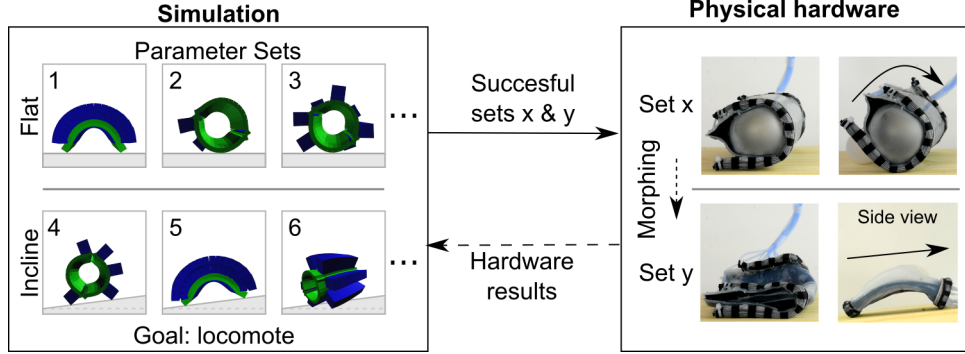 Simulation
Parameter Sets
Flat
1
2
3
...
Incline
4
5
6
...
Goal: locomote
Succesful
sets x & y
Hardware
results
Physical hardware
Set x
Morphing
Set y
Side view